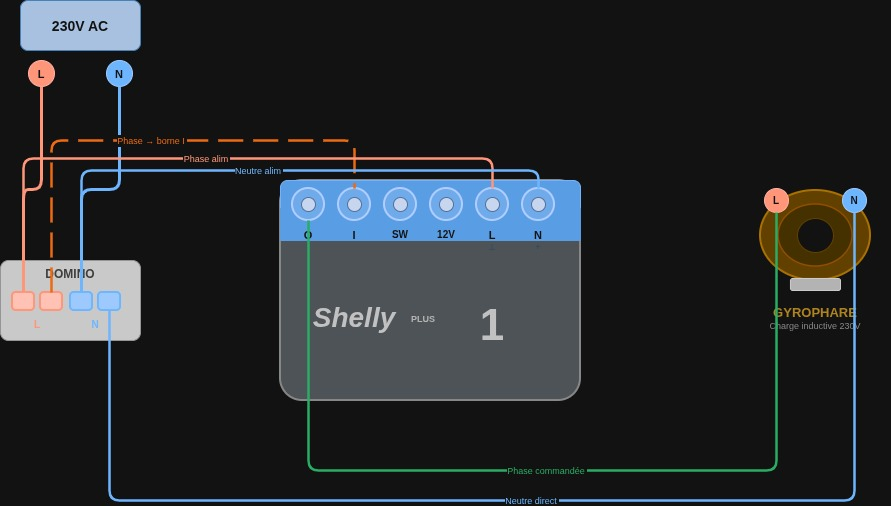 230V AC
L
N
Phase → borne I
Phase alim
Neutre alim
O
I
SW
12V
L
N
L
N
DOMINO
L
N
Shelly
PLUS
1
GYROPHARE
Charge inductive 230V
Phase commandée
Neutre direct